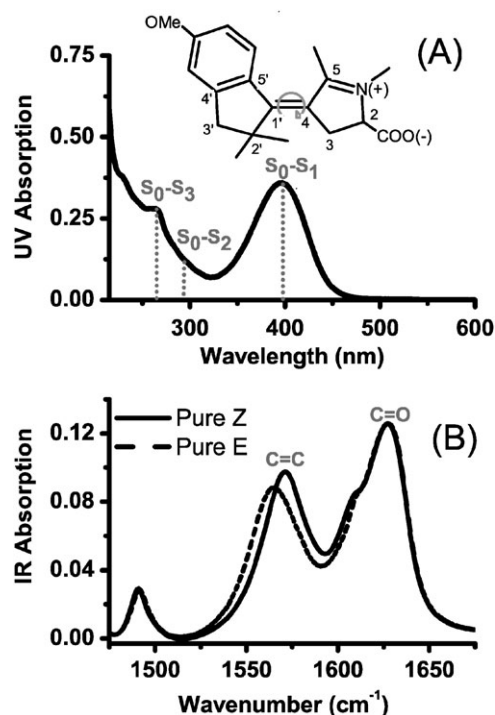 (A)
OMe
5'
4'
1'
3'
2'
4
5
N(+)
2
3
COO(-)
UV Absorption
0.75
0.50
0.25
0.00
S0-S3
S0-S2
S0-S1
300
400
500
600
Wavelength (nm)
(B)
Pure Z
Pure E
C=C
C=O
IR Absorption
0.12
0.08
0.04
0.00
1500
1550
1600
1650
Wavenumber (cm-1)